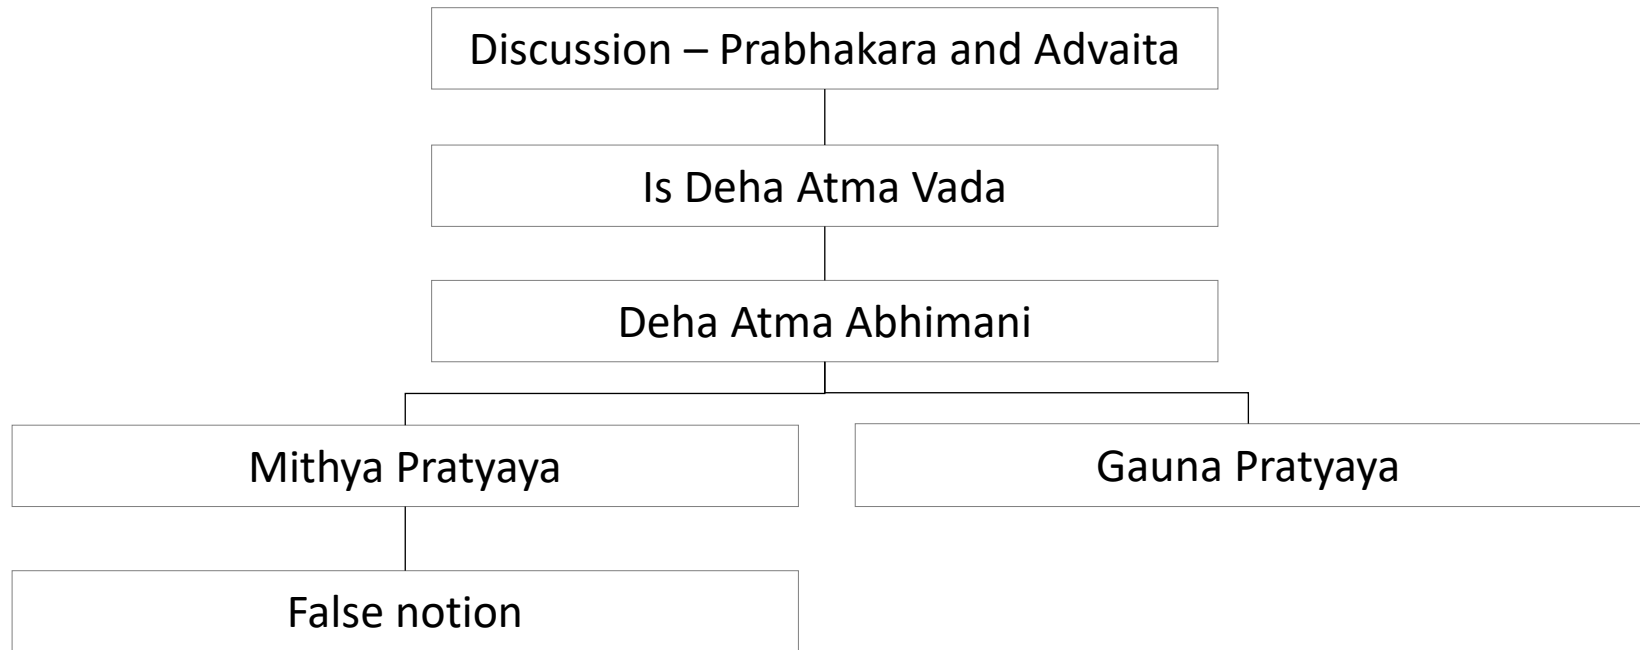 Discussion – Prabhakara and Advaita
Is Deha Atma Vada
Deha Atma Abhimani
Mithya Pratyaya
Gauna Pratyaya
False notion